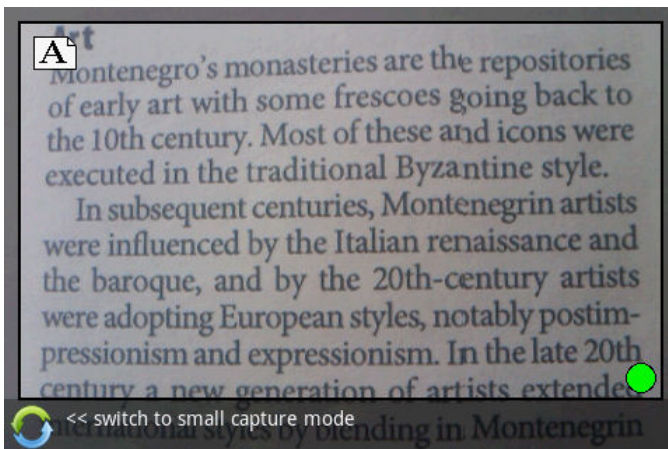 Art
A
Montenegro's monasteries are the repositories
of early art with some frescoes going back to
the 10th century. Most of these and icons were
executed in the traditional Byzantine style.
In subsequent centuries, Montenegrin artists
were influenced by the Italian renaissance and
the baroque, and by the 20th-century artists
were adopting European styles, notably postim-
pressionism and expressionism. In the late 20th
century a new generation of artists extended
<< switch to small capture mode
international styles by blending in Montenegrin